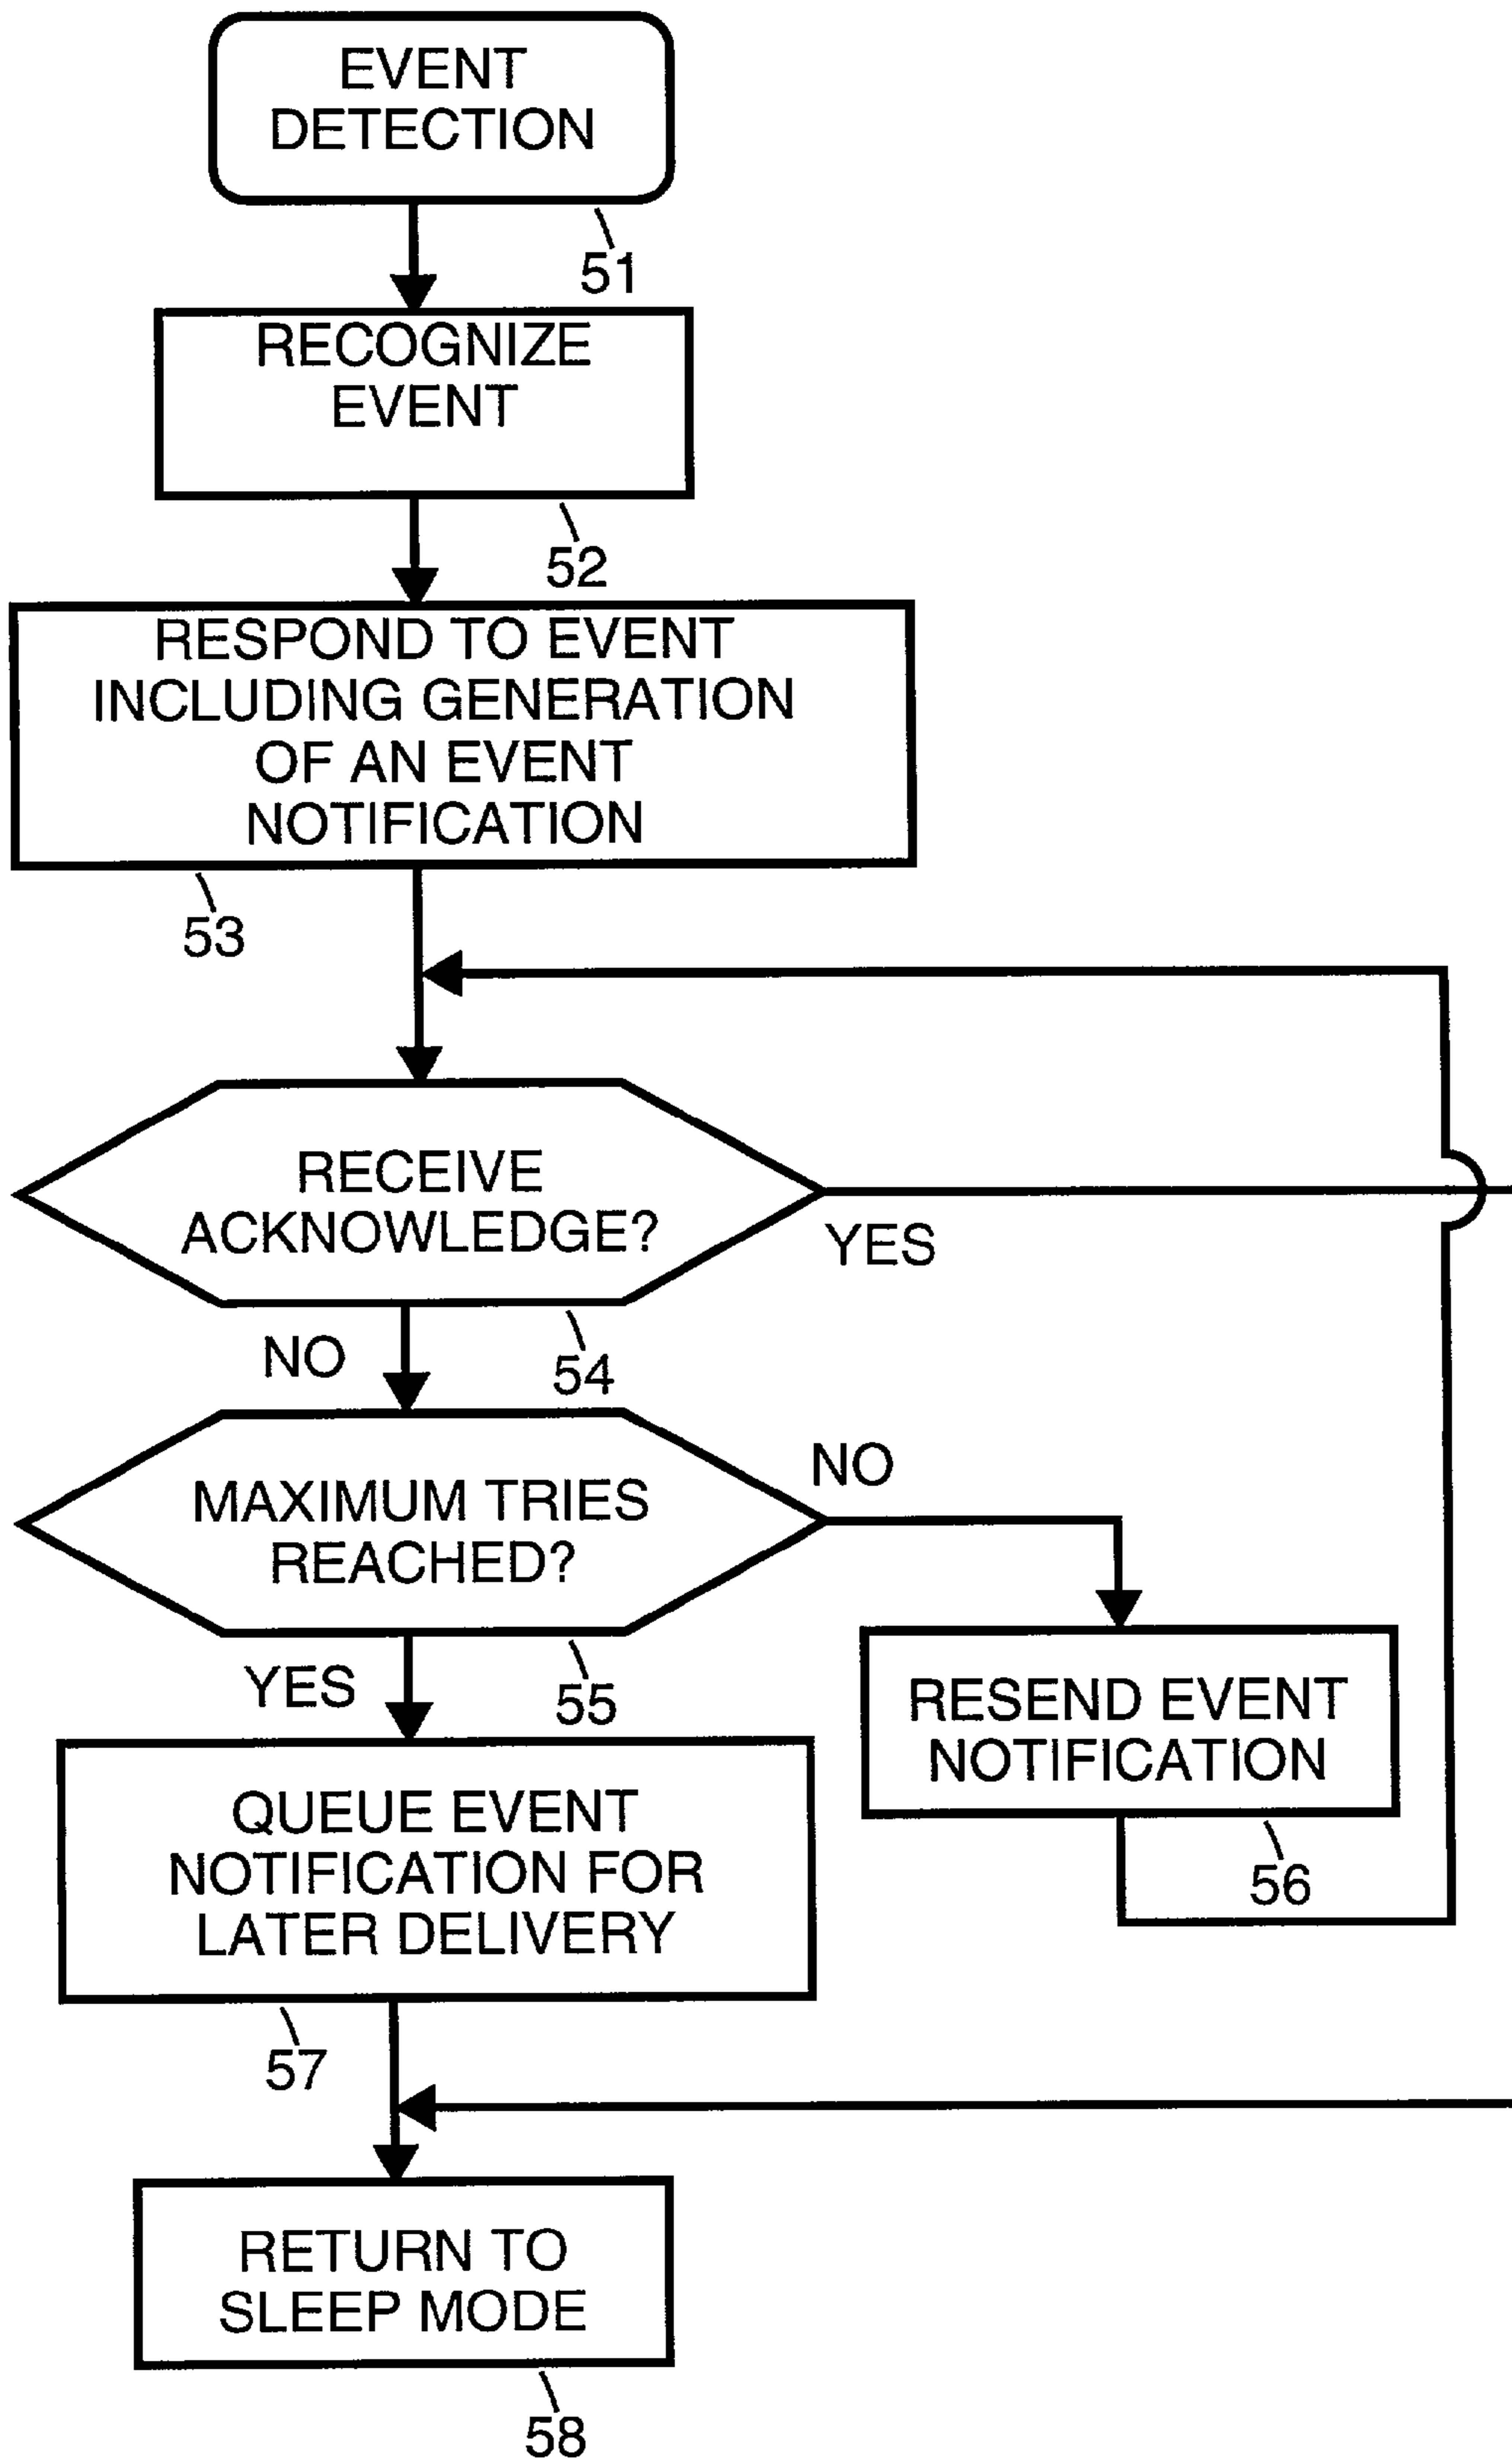 EVENT
DETECTION
51
RECOGNIZE
EVENT
52
RESPOND TO EVENT
INCLUDING GENERATION
OF AN EVENT
NOTIFICATION
53
RECEIVE
ACKNOWLEDGE?
YES
NO
54
MAXIMUM TRIES
REACHED?
NO
YES
55
RESEND EVENT
NOTIFICATION
56
QUEUE EVENT
NOTIFICATION FOR
LATER DELIVERY
57
RETURN TO
SLEEP MODE
58